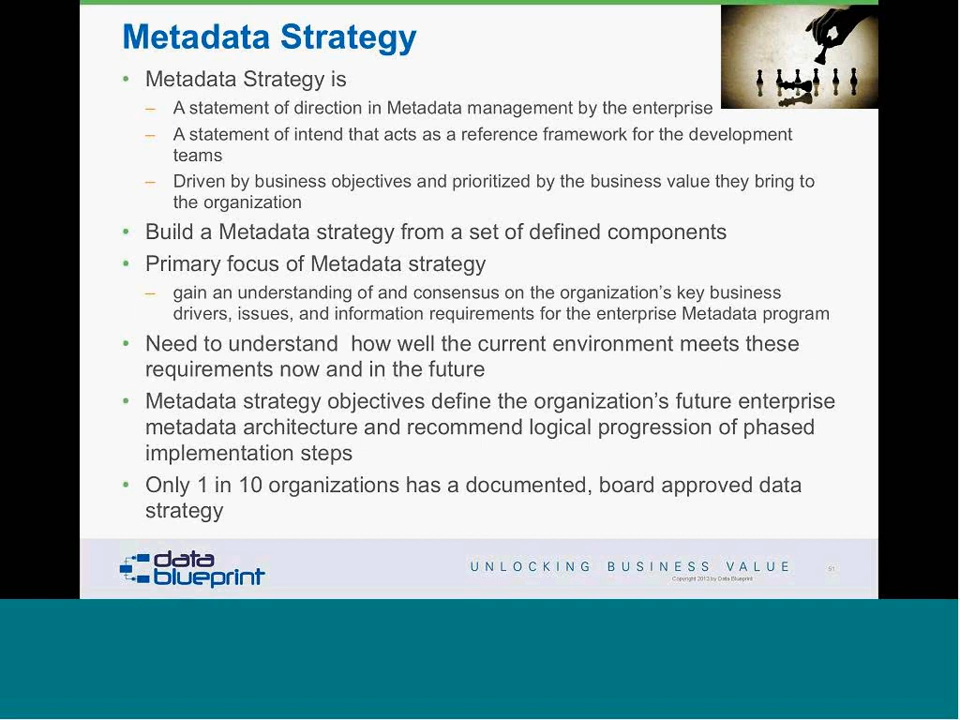 Metadata Strategy
• Metadata Strategy is
– A statement of direction in Metadata management by the enterprise
– A statement of intend that acts as a reference framework for the development
teams
– Driven by business objectives and prioritized by the business value they bring to
the organization
• Build a Metadata strategy from a set of defined components
• Primary focus of Metadata strategy
– gain an understanding of and consensus on the organization's key business
drivers, issues, and information requirements for the enterprise Metadata program
• Need to understand  how well the current environment meets these
requirements now and in the future
• Metadata strategy objectives define the organization's future enterprise
metadata architecture and recommend logical progression of phased
implementation steps
• Only 1 in 10 organizations has a documented, board approved data
strategy
data
blueprint
UNLOCKING BUSINESS VALUE
Copyright 2013 by Data Blueprint
51